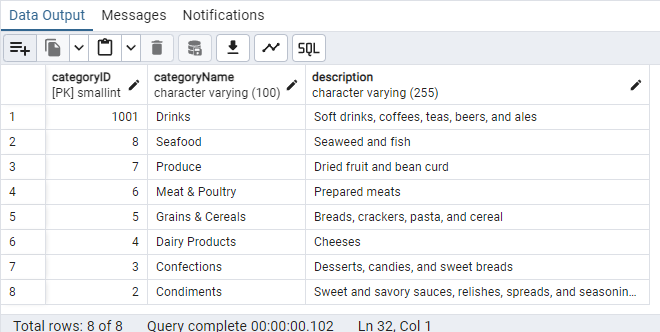 Data Output Messages Notifications
SQL
categoryID categoryName description
[PK] smallint character varying (100) character varying (255)
1 1001 Drinks Soft drinks, coffees, teas, beers, and ales
2 8 Seafood Seaweed and fish
3 7 Produce Dried fruit and bean curd
4 6 Meat & Poultry Prepared meats
5 5 Grains & Cereals Breads, crackers, pasta, and cereal
6 4 Dairy Products Cheeses
7 3 Confections Desserts, candies, and sweet breads
8 2 Condiments Sweet and savory sauces, relishes, spreads, and seasonin...
Total rows: 8 of 8 Query complete 00:00:00.102 Ln 32, Col 1